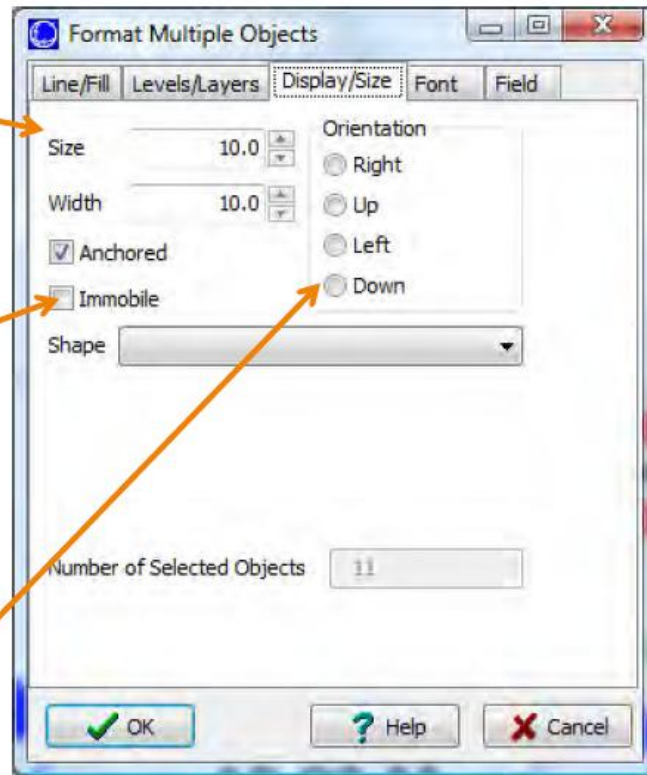 Format Multiple Objects
Line/Fill Levels/Layers Display/Size Font Field
Size 10.0
Width 10.0
Anchored
Immobile
Orientation
Right
Up
Left
Down
Shape
Number of Selected Objects 11
OK ? Help Cancel